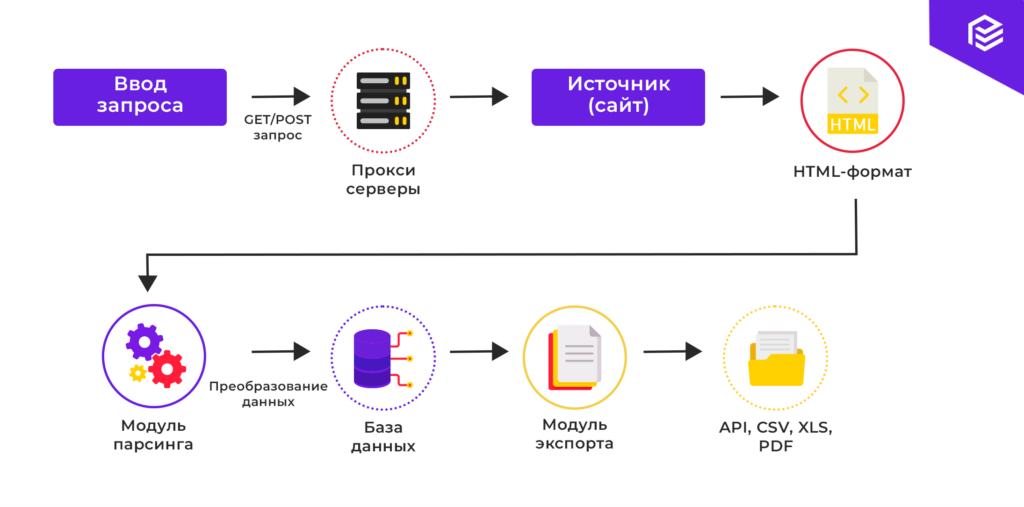 Ввод
запроса
GET/POST
запрос
Прокси
серверы
Источник
(сайт)
HTML
HTML-формат
Модуль
парсинга
Преобразование
данных
База
данных
Модуль
экспорта
API, CSV, XLS,
PDF